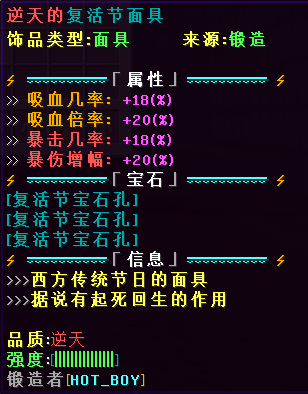 逆天的复活节面具
饰品类型:面具 来源:锻造
「属性」
>> 吸血几率: +18(%)
>> 吸血倍率: +20(%)
>> 暴击几率: +18(%)
>> 暴伤增幅: +20(%)
「宝石」
[复活节宝石孔]
[复活节宝石孔]
[复活节宝石孔]
「信息」
>>>西方传统节日的面具
>>>据说有起死回生的作用
品质:逆天
强度:[||||||||||||||]
锻造者[HOT_BOY]